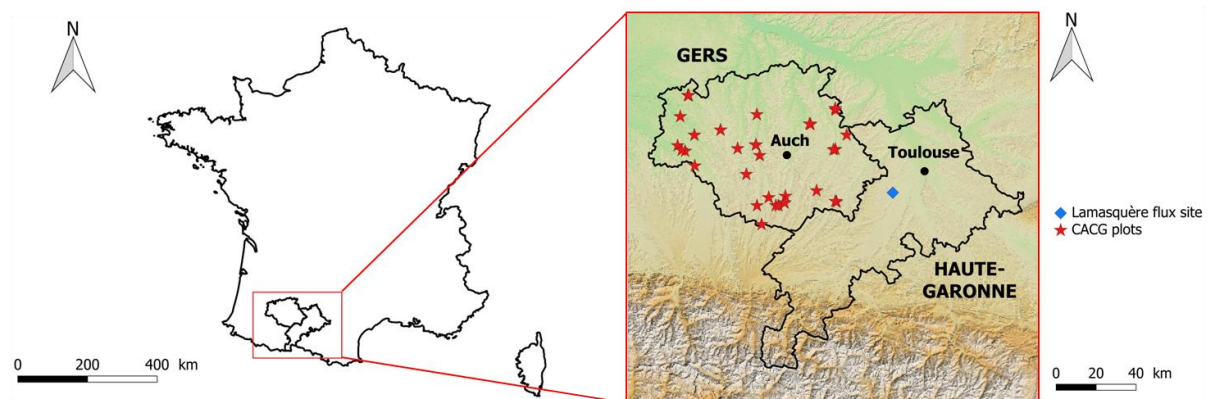 N
0 200 400 km
GERS
Auch
Toulouse
HAUTE-
GARONNE
N
Lamasquère flux site
CACG plots
0 20 40 km